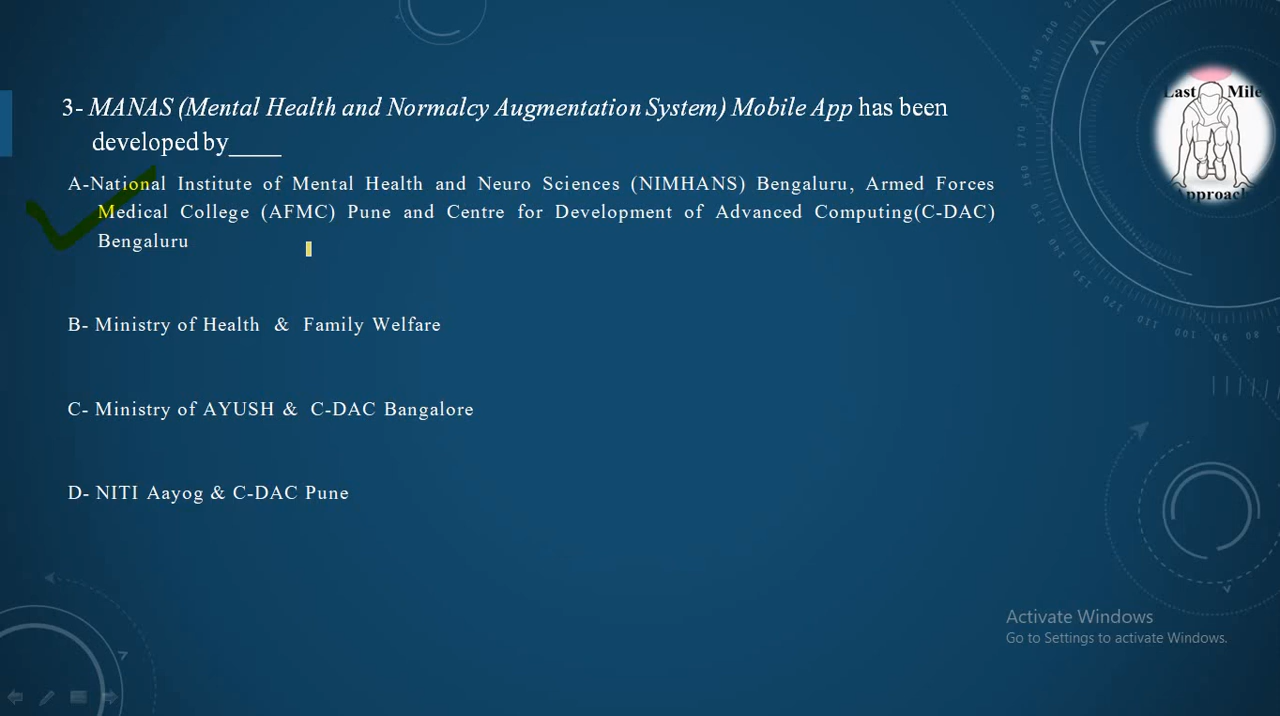 Last Mile
Approach
3- MANAS (Mental Health and Normalcy Augmentation System) Mobile App has been
developed by____
A-National Institute of Mental Health and Neuro Sciences (NIMHANS) Bengaluru, Armed Forces
Medical College (AFMC) Pune and Centre for Development of Advanced Computing(C-DAC)
Bengaluru
B- Ministry of Health & Family Welfare
C- Ministry of AYUSH & C-DAC Bangalore
D- NITI Aayog & C-DAC Pune
Activate Windows
Go to Settings to activate Windows.